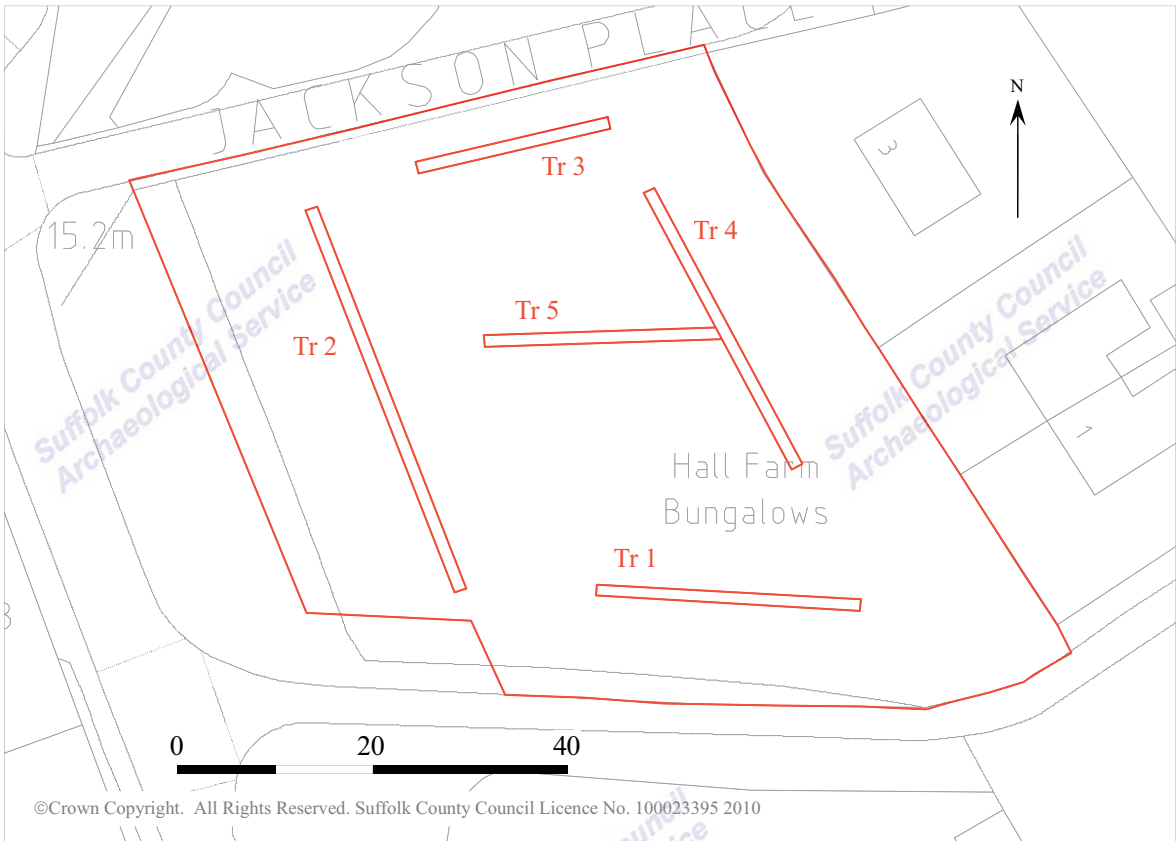 JACKSON PLACE
N
3
15.2m
Tr 3
Tr 4
Suffolk County Council
Archaeological Service
Tr 5
Tr 2
Suffolk County Council
Archaeological Service
1
Hall Farm
Bungalows
Tr 1
0 20 40
©Crown Copyright. All Rights Reserved. Suffolk County Council Licence No. 100023395 2010